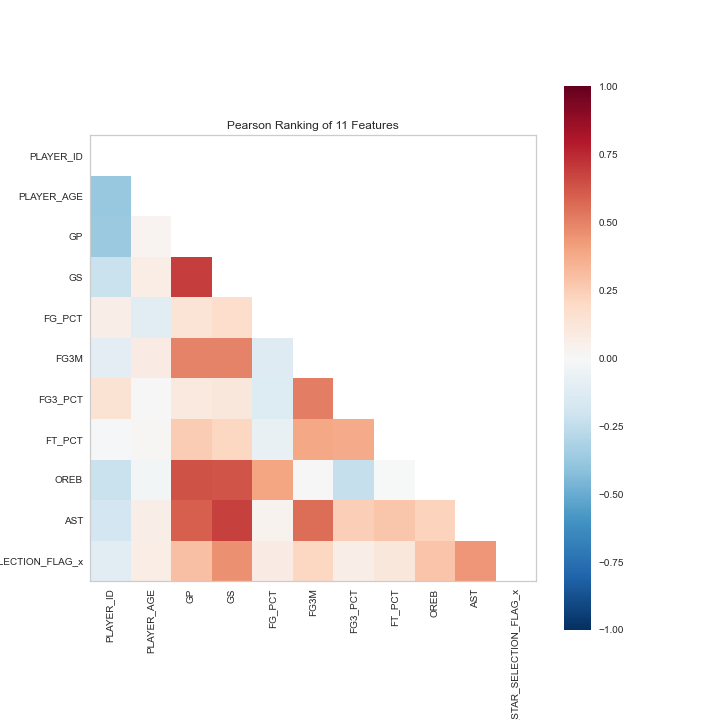 Pearson Ranking of 11 Features
PLAYER_ID
PLAYER_AGE
GP
GS
FG_PCT
FG3M
FG3_PCT
FT_PCT
OREB
AST
LECTION_FLAG_x
PLAYER_ID
PLAYER_AGE
GP
GS
FG_PCT
FG3M
FG3_PCT
FT_PCT
OREB
AST
STAR_SELECTION_FLAG_x
1.00
0.75
0.50
0.25
0.00
−0.25
−0.50
−0.75
−1.00